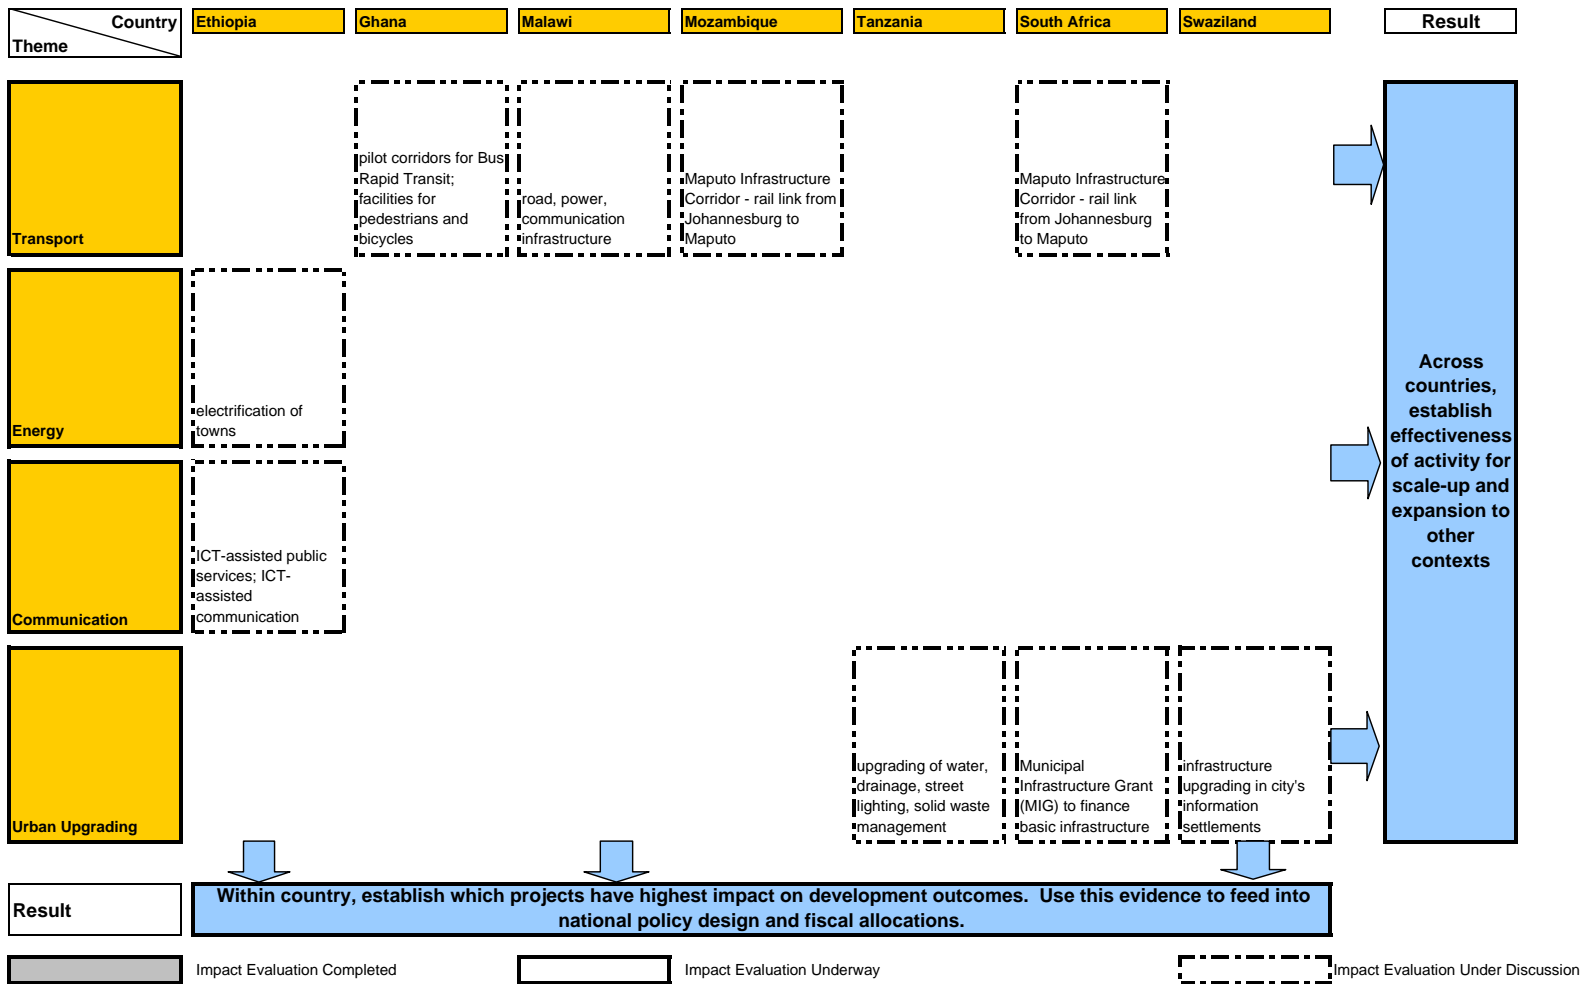 Country
Theme
Ethiopia
Ghana
Malawi
Mozambique
Tanzania
South Africa
Swaziland
Result
Transport
pilot corridors for Bus
Rapid Transit;
facilities for
pedestrians and
bicycles
road, power,
communication
infrastructure
Maputo Infrastructure
Corridor - rail link from
Johannesburg to
Maputo
Maputo Infrastructure
Corridor - rail link
from Johannesburg
to Maputo
Energy
electrification of
towns
Communication
ICT-assisted public
services; ICT-
assisted
communication
Urban Upgrading
upgrading of water,
drainage, street
lighting, solid waste
management
Municipal
Infrastructure Grant
(MIG) to finance
basic infrastructure
infrastructure
upgrading in city's
information
settlements
Across
countries,
establish
effectiveness
of activity for
scale-up and
expansion to
other
contexts
Result
Within country, establish which projects have highest impact on development outcomes.  Use this evidence to feed into
national policy design and fiscal allocations.
Impact Evaluation Completed
Impact Evaluation Underway
Impact Evaluation Under Discussion